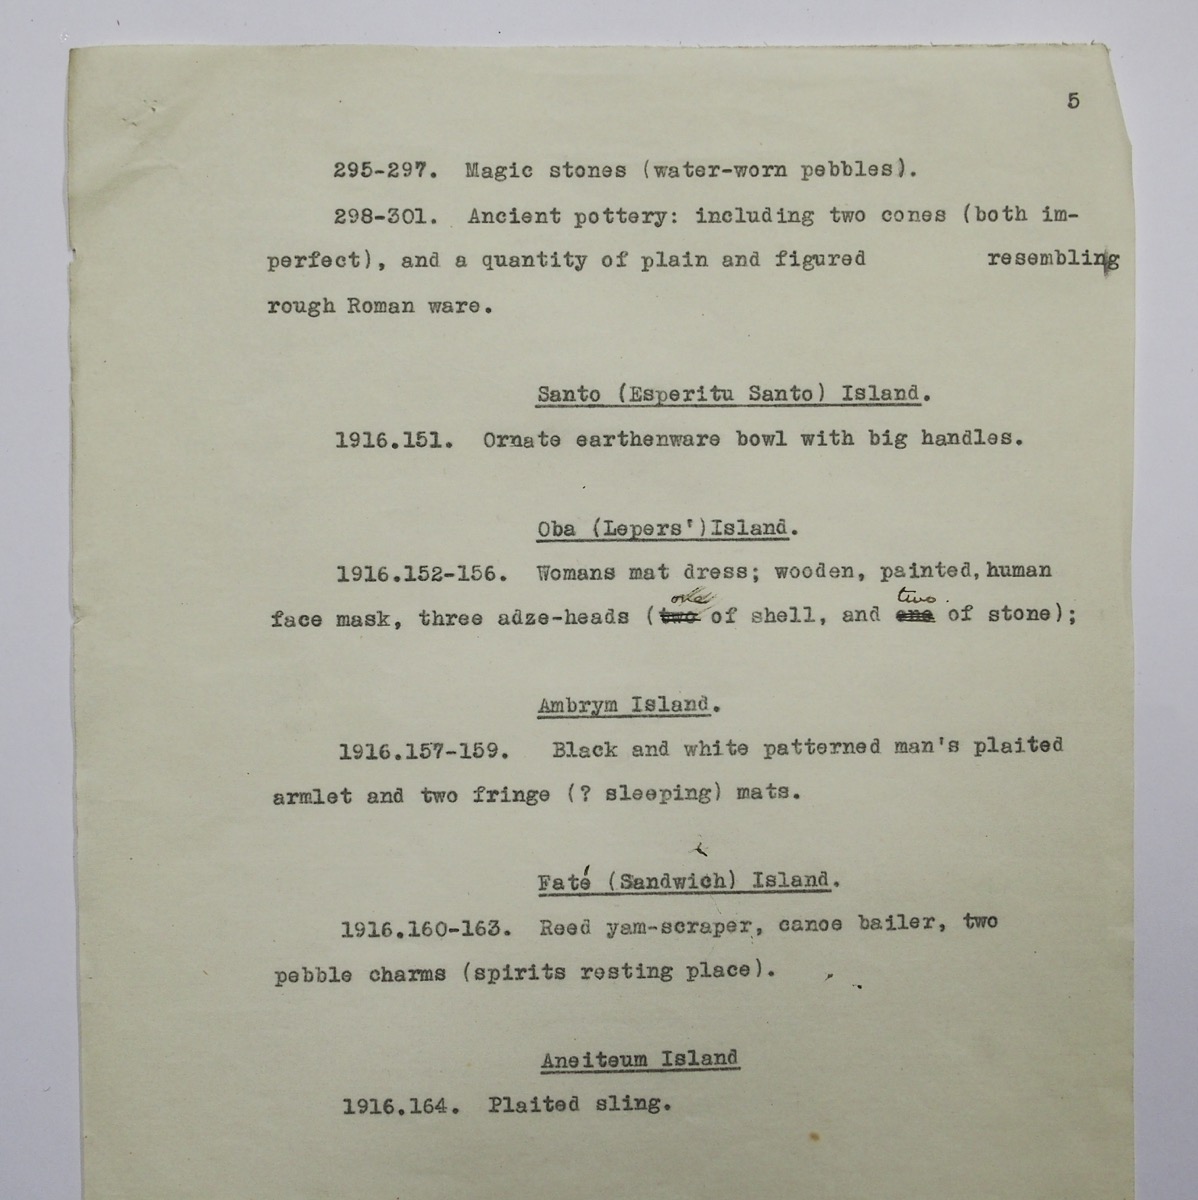 5
295-297. Magic stones (water-worn pebbles).
298-301. Ancient pottery: including two cones (both im-
perfect), and a quantity of plain and figured resembling
rough Roman ware.
Santo (Esperitu Santo) Island.
1916.151. Ornate earthenware bowl with big handles.
Oba (Lepers')Island.
1916.152-156. Womans mat dress; wooden, painted, human
one two
face mask, three adze-heads (two of shell, and one of stone);
Ambrym Island.
1916.157-159. Black and white patterned man's plaited
armlet and two fringe (? sleeping) mats.
Faté (Sandwich) Island.
1916.160-163. Reed yam-scraper, canoe bailer, two
pebble charms (spirits resting place).
Aneiteum Island
1916.164. Plaited sling.